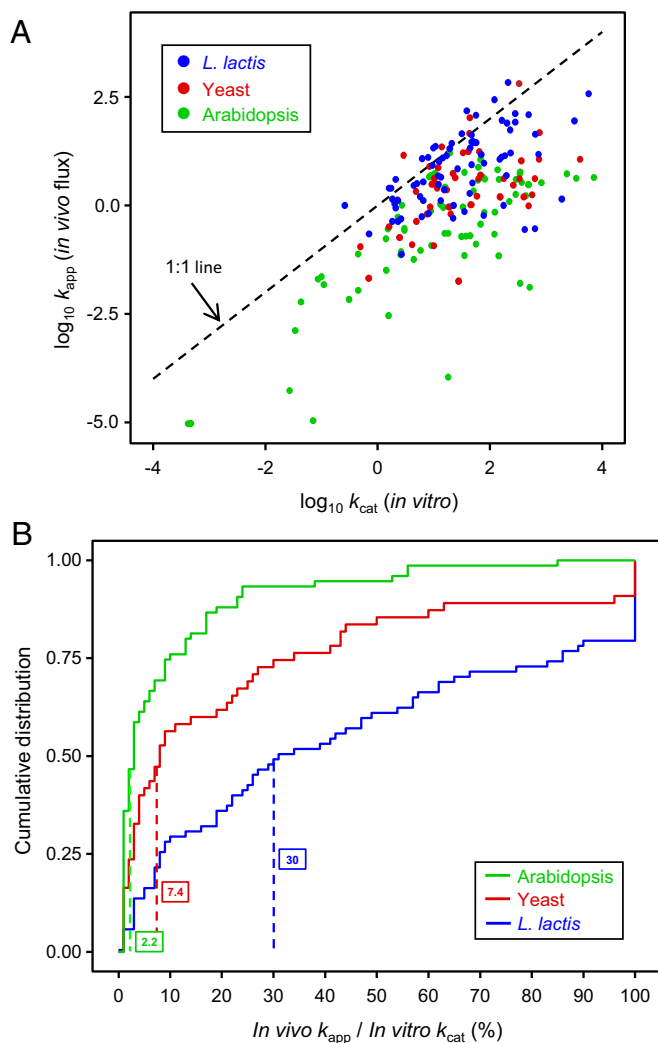 A
L. lactis
Yeast
Arabidopsis
1:1 line
log10 kapp (in vivo flux)
2.5
0.0
-2.5
-5.0
-4
-2
0
2
4
log10 kcat (in vitro)
B
Cumulative distribution
1.00
0.75
0.50
0.25
0.00
30
7.4
2.2
Arabidopsis
Yeast
L. lactis
0
10
20
30
40
50
60
70
80
90
100
In vivo kapp / In vitro kcat (%)